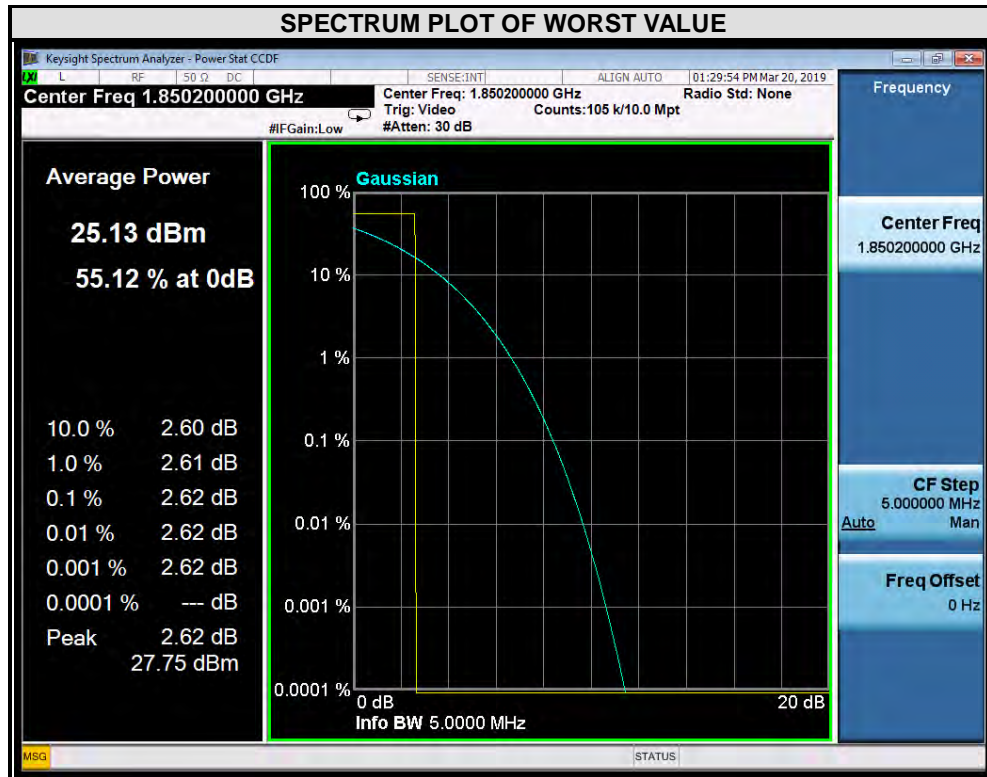 SPECTRUM PLOT OF WORST VALUE
Keysight Spectrum Analyzer - Power Stat CCDF
LXI L RF 50 Ω DC SENSE:INT ALIGN AUTO 01:29:54 PM Mar 20, 2019
Center Freq 1.850200000 GHz
Center Freq: 1.850200000 GHz Radio Std: None
Trig: Video Counts:105 k/10.0 Mpt
#IFGain:Low #Atten: 30 dB
Average Power
25.13 dBm
55.12 % at 0dB
10.0 % 2.60 dB
1.0 % 2.61 dB
0.1 % 2.62 dB
0.01 % 2.62 dB
0.001 % 2.62 dB
0.0001 % --- dB
Peak 2.62 dB
27.75 dBm
Gaussian
100 %
10 %
1 %
0.1 %
0.01 %
0.001 %
0.0001 %
0 dB 20 dB
Info BW 5.0000 MHz
Frequency
Center Freq
1.850200000 GHz
CF Step
5.000000 MHz
Auto Man
Freq Offset
0 Hz
MSG STATUS